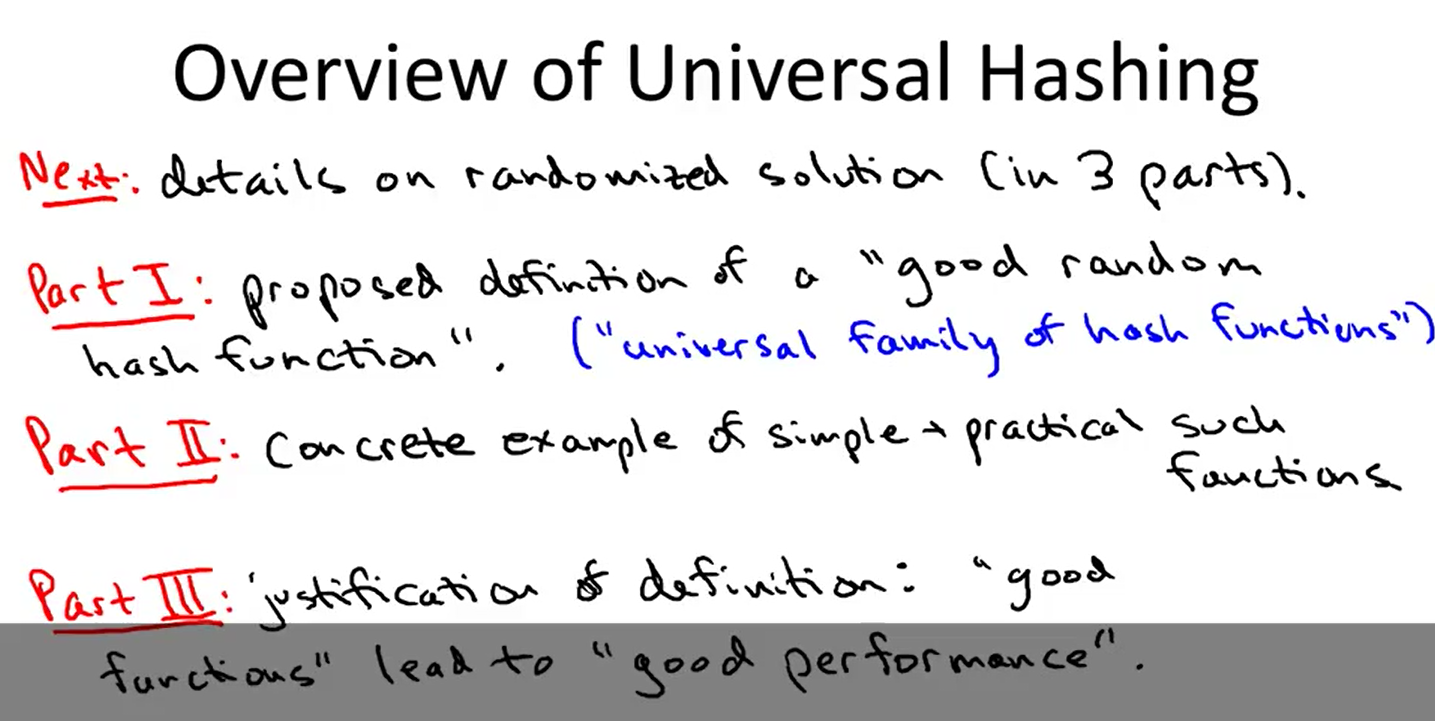 Overview of Universal Hashing
Next: details on randomized solution (in 3 parts).
Part I: proposed definition of a "good random
hash function". ("universal family of hash functions")
Part II: Concrete example of simple + practical such
functions
Part III: justification of definition: "good
functions" lead to "good performance".